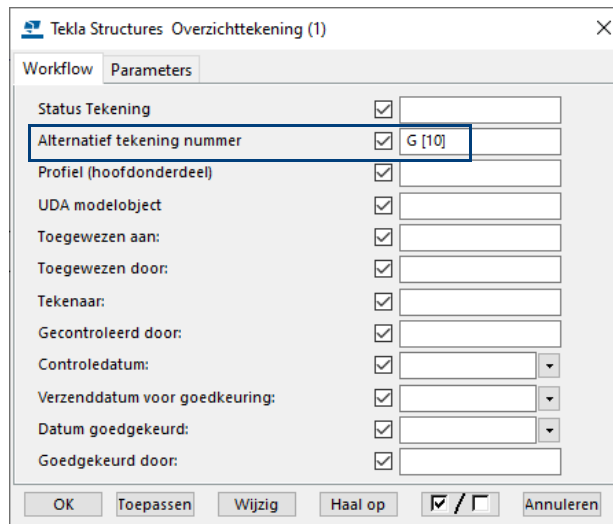 Tekla Structures Overzichttekening (1)
Workflow Parameters
Status Tekening
Alternatief tekening nummer G [10]
Profiel (hoofdonderdeel)
UDA modelobject
Toegewezen aan:
Toegewezen door:
Tekenaar:
Gecontroleerd door:
Controledatum:
Verzenddatum voor goedkeuring:
Datum goedgekeurd:
Goedgekeurd door:
OK Toepassen Wijzig Haal op / Annuleren